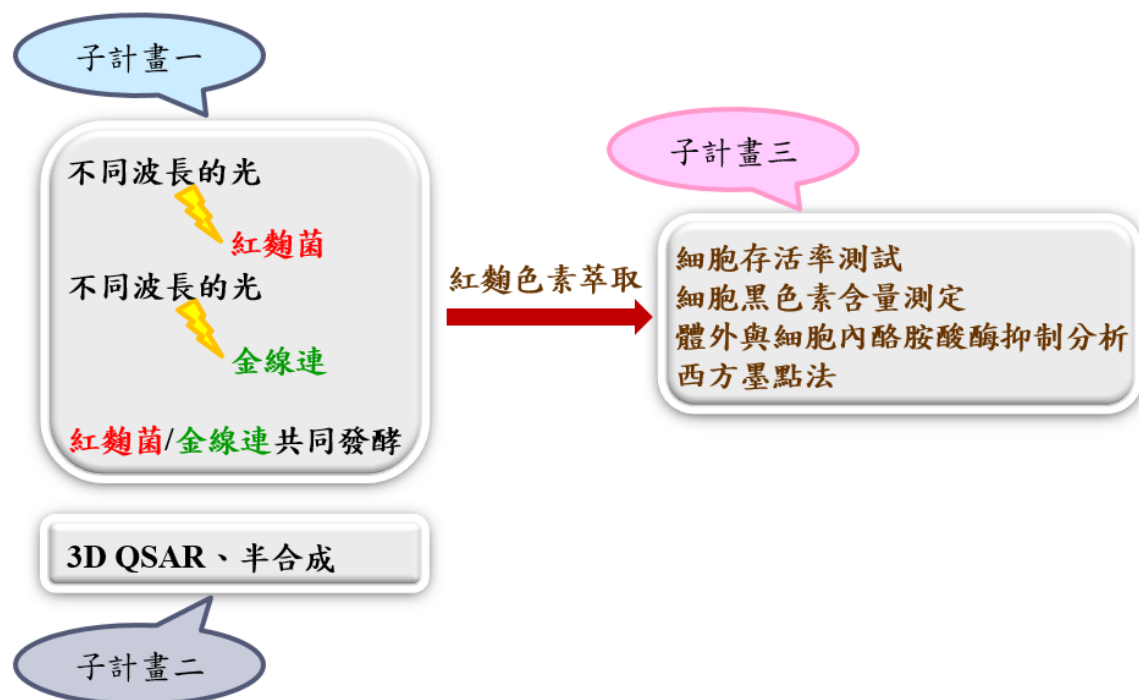 子計畫一
不同波長的光
紅麴菌
不同波長的光
金線連
紅麴菌/金線連共同發酵
3D QSAR、半合成
子計畫二
紅麴色素萃取
子計畫三
細胞存活率測試
細胞黑色素含量測定
體外與細胞內酪胺酸酶抑制分析
西方墨點法